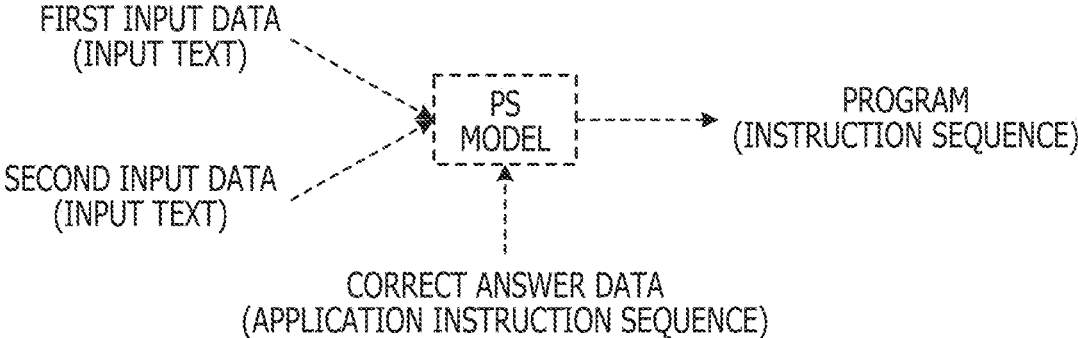 FIRST INPUT DATA
(INPUT TEXT)
PS
MODEL
PROGRAM
(INSTRUCTION SEQUENCE)
SECOND INPUT DATA
(INPUT TEXT)
CORRECT ANSWER DATA
(APPLICATION INSTRUCTION SEQUENCE)